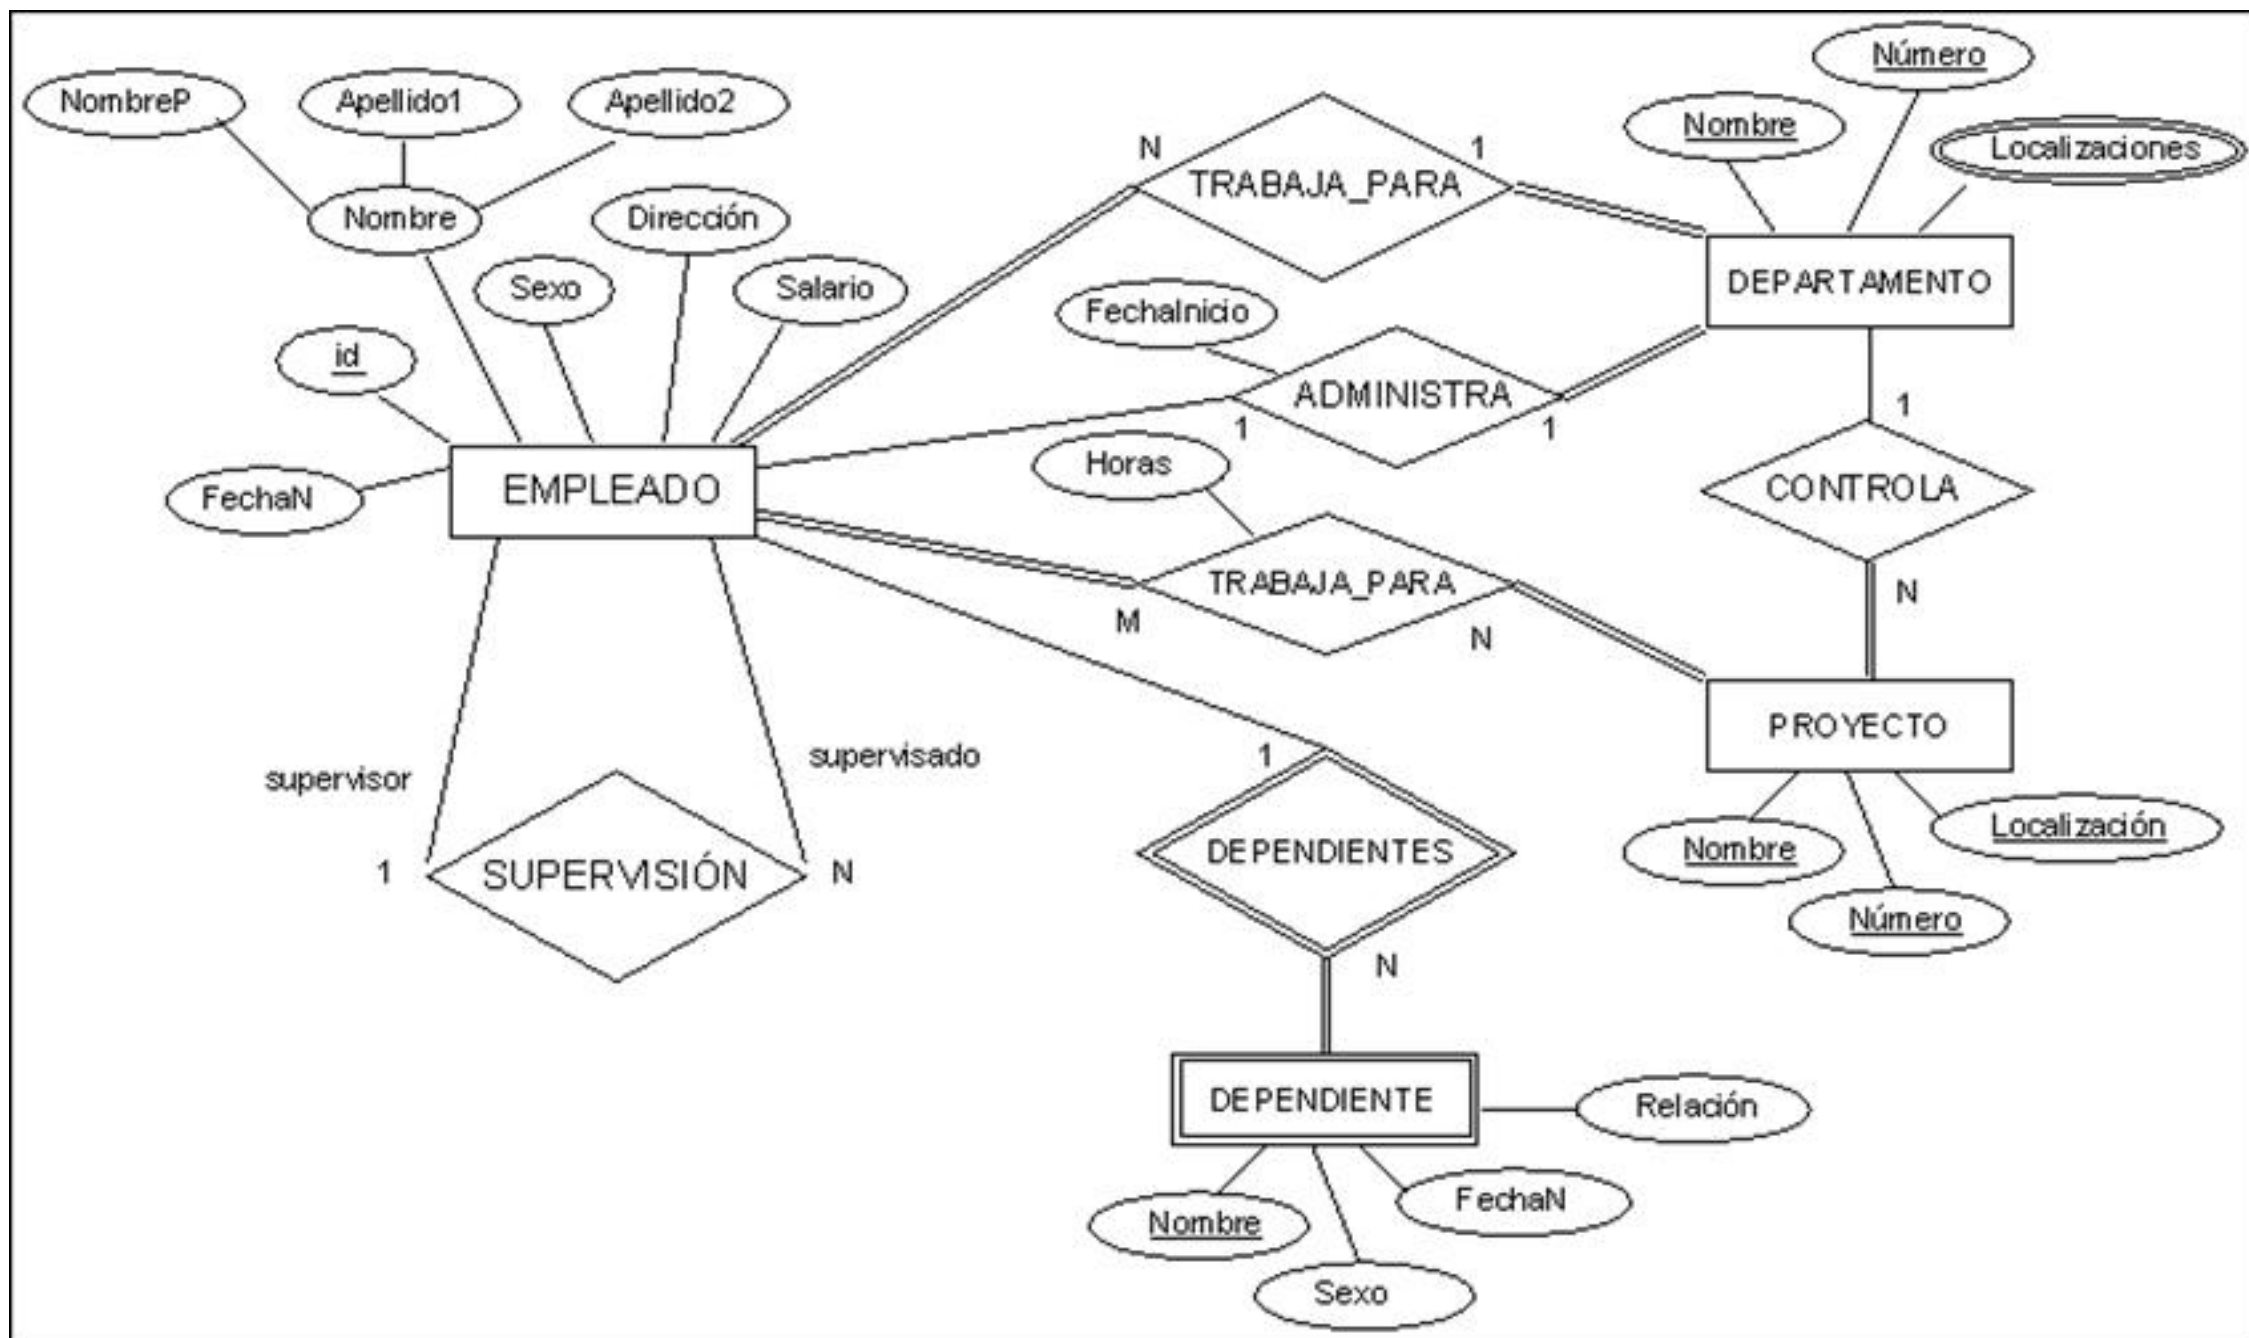 Número
NombreP
Apellido1
Apellido2
Nombre
Localizaciones
N
1
TRABAJA_PARA
Nombre
Dirección
Sexo
Salario
DEPARTAMENTO
FechaInicio
id
ADMINISTRA
1
1
1
Horas
EMPLEADO
CONTROLA
FechaN
TRABAJA_PARA
N
M
N
PROYECTO
supervisado
supervisor
1
Localización
DEPENDIENTES
Nombre
1
SUPERVISIÓN
N
Número
N
DEPENDIENTE
Relación
FechaN
Nombre
Sexo